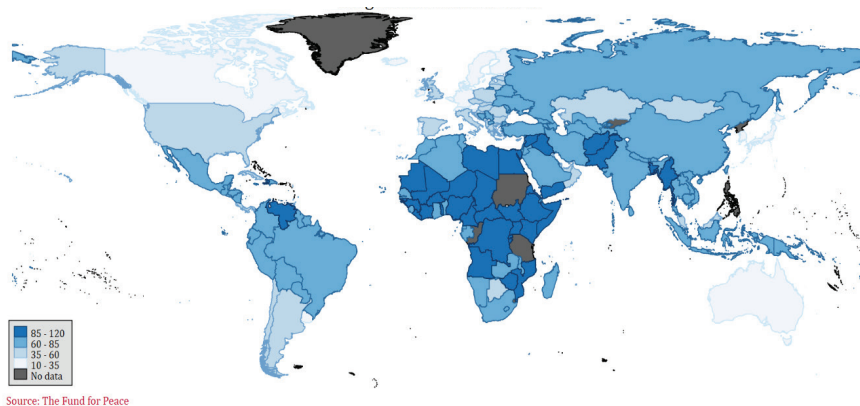 85 - 120
60 - 85
35 - 60
10 - 35
No data
Source: The Fund for Peace